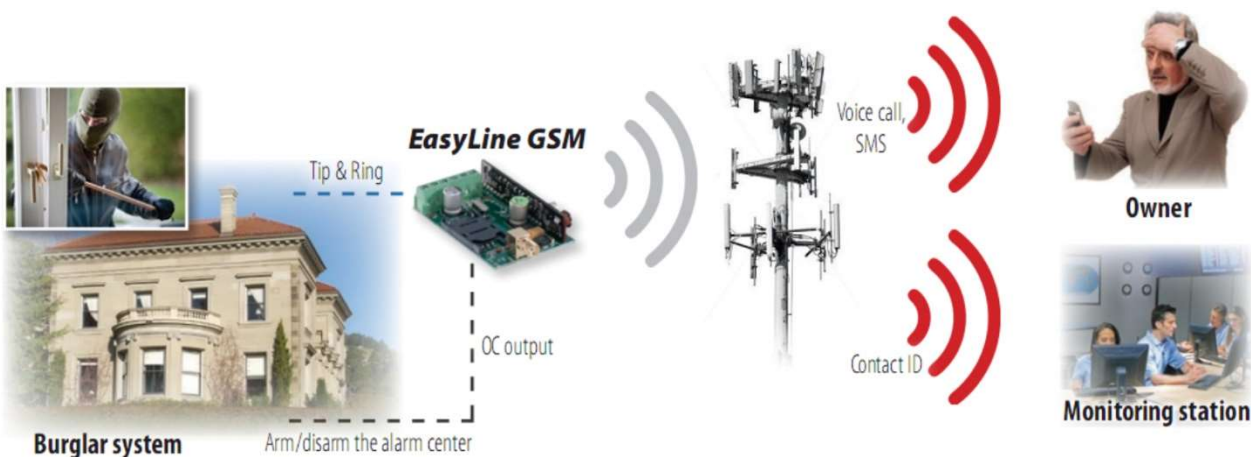 EasyLine GSM
Tip & Ring
Voice call,
SMS
Owner
OC output
Contact ID
Monitoring station
Burglar system
Arm/disarm the alarm center